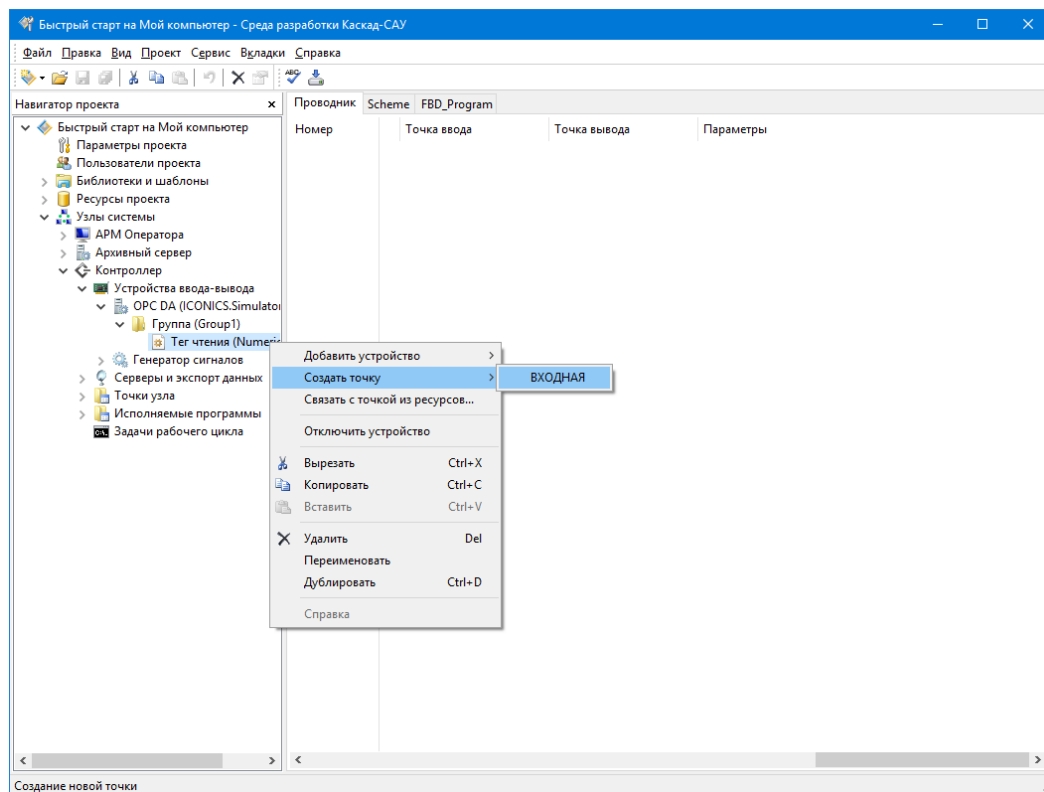 Быстрый старт на Мой компьютер - Среда разработки Каскад-САУ
Файл Правка Вид Проект Сервис Вкладки Справка
Навигатор проекта
Проводник Scheme FBD_Program
Номер Точка ввода Точка вывода Параметры
Быстрый старт на Мой компьютер
Параметры проекта
Пользователи проекта
Библиотеки и шаблоны
Ресурсы проекта
Узлы системы
АРМ Оператора
Архивный сервер
Контроллер
Устройства ввода-вывода
OPC DA (ICONICS.Simulator
Группа (Group1)
Тег чтения (Numeric
Генератор сигналов
Серверы и экспорт данных
Точки узла
Исполняемые программы
Задачи рабочего цикла
Добавить устройство
Создать точку
ВХОДНАЯ
Связать с точкой из ресурсов...
Отключить устройство
Вырезать Ctrl+X
Копировать Ctrl+C
Вставить Ctrl+V
Удалить Del
Переименовать
Дублировать Ctrl+D
Справка
Создание новой точки